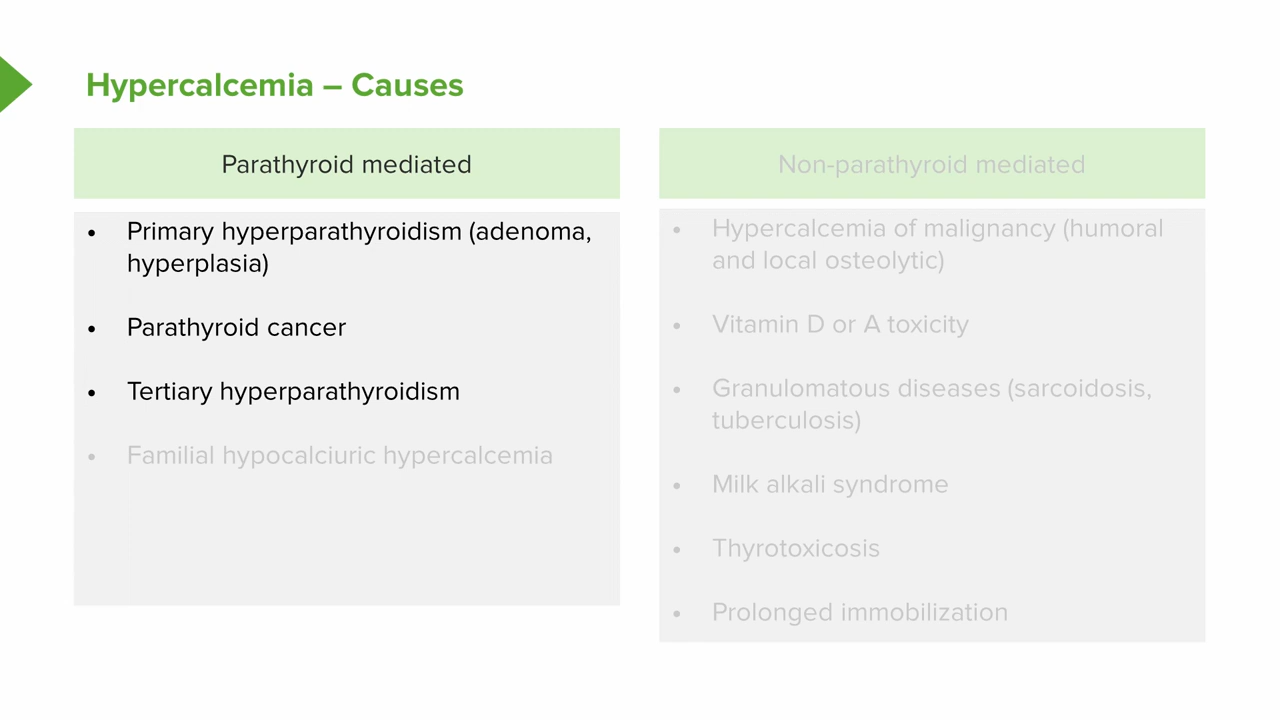 Hypercalcemia – Causes
Parathyroid mediated
• Primary hyperparathyroidism (adenoma,
hyperplasia)
• Parathyroid cancer
• Tertiary hyperparathyroidism
• Familial hypocalciuric hypercalcemia
Non-parathyroid mediated
• Hypercalcemia of malignancy (humoral
and local osteolytic)
• Vitamin D or A toxicity
• Granulomatous diseases (sarcoidosis,
tuberculosis)
• Milk alkali syndrome
• Thyrotoxicosis
• Prolonged immobilization